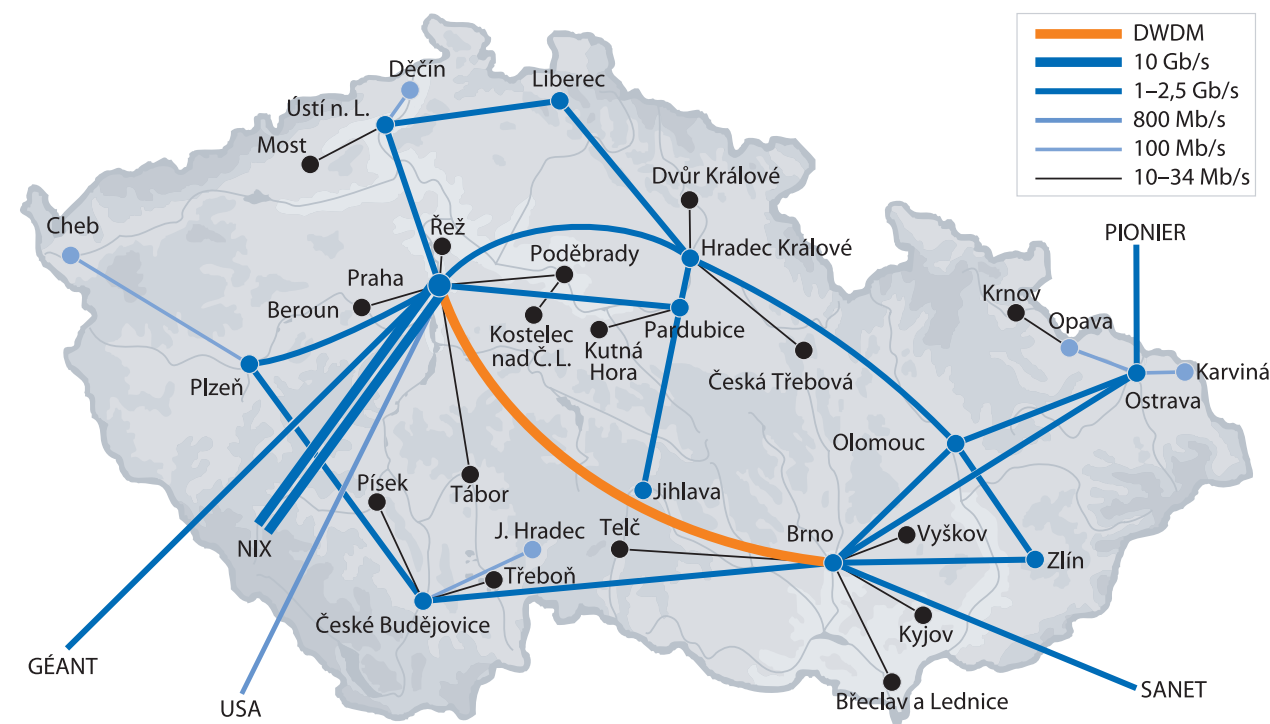 DWDM
10 Gb/s
1–2,5 Gb/s
800 Mb/s
100 Mb/s
10–34 Mb/s
Děčín
Liberec
Ústí n. L.
Most
Dvůr Králové
Cheb
Řež
Hradec Králové
PIONIER
Poděbrady
Praha
Krnov
Beroun
Opava
Kostelec
nad Č. L.
Kutná
Hora
Pardubice
Česká Třebová
Karviná
Plzeň
Ostrava
Olomouc
Písek
Tábor
Jihlava
NIX
J. Hradec
Telč
Brno
Vyškov
Zlín
Třeboň
České Budějovice
Kyjov
GÉANT
USA
Břeclav a Lednice
SANET